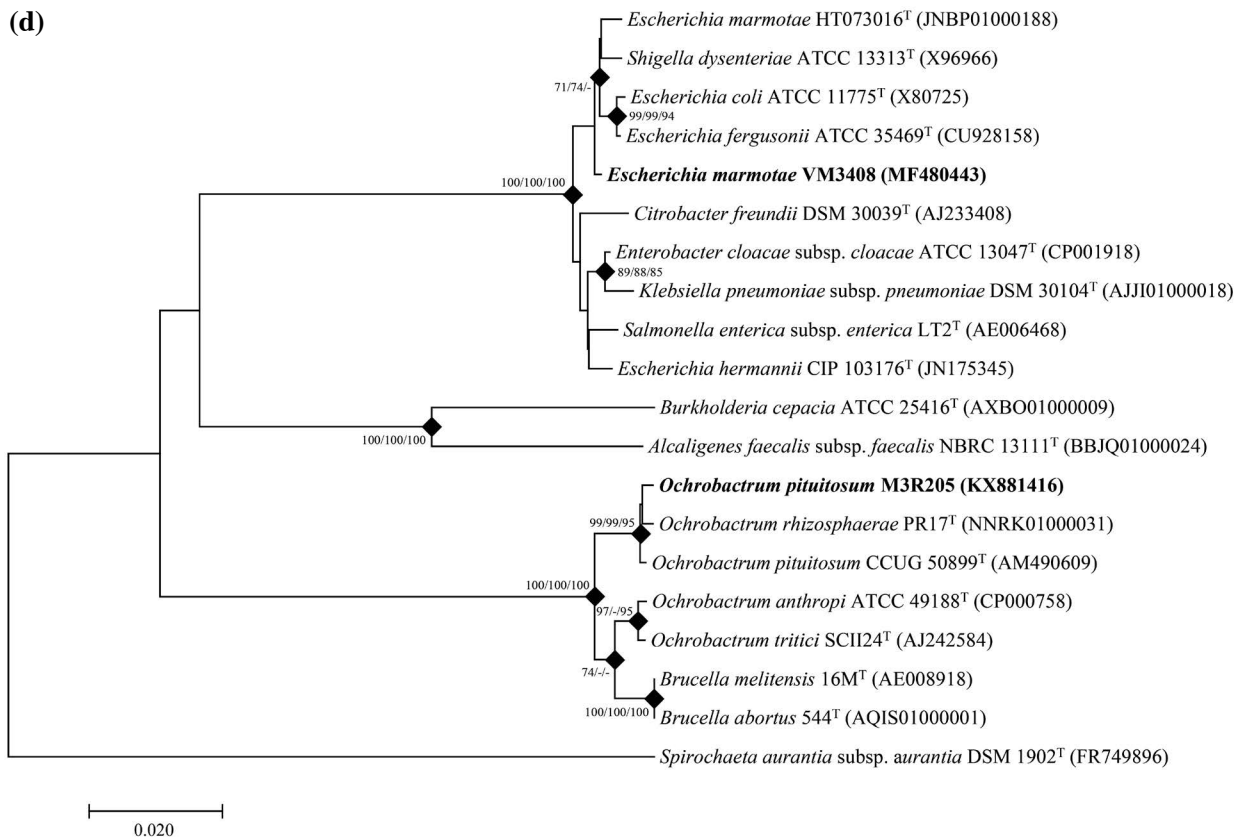 (d)
Escherichia marmotae HT073016ᵀ (JNBP01000188)
Shigella dysenteriae ATCC 13313ᵀ (X96966)
71/74/-
Escherichia coli ATCC 11775ᵀ (X80725)
99/99/94
Escherichia fergusonii ATCC 35469ᵀ (CU928158)
Escherichia marmotae VM3408 (MF480443)
100/100/100
Citrobacter freundii DSM 30039ᵀ (AJ233408)
Enterobacter cloacae subsp. cloacae ATCC 13047ᵀ (CP001918)
89/88/85
Klebsiella pneumoniae subsp. pneumoniae DSM 30104ᵀ (AJJI01000018)
Salmonella enterica subsp. enterica LT2ᵀ (AE006468)
Escherichia hermannii CIP 103176ᵀ (JN175345)
Burkholderia cepacia ATCC 25416ᵀ (AXBO01000009)
100/100/100
Alcaligenes faecalis subsp. faecalis NBRC 13111ᵀ (BBJQ01000024)
Ochrobactrum pituitosum M3R205 (KX881416)
99/99/95
Ochrobactrum rhizosphaerae PR17ᵀ (NNRK01000031)
Ochrobactrum pituitosum CCUG 50899ᵀ (AM490609)
100/100/100
Ochrobactrum anthropi ATCC 49188ᵀ (CP000758)
97/-/95
Ochrobactrum tritici SCII24ᵀ (AJ242584)
74/-/-
Brucella melitensis 16Mᵀ (AE008918)
100/100/100
Brucella abortus 544ᵀ (AQIS01000001)
Spirochaeta aurantia subsp. aurantia DSM 1902ᵀ (FR749896)
0.020